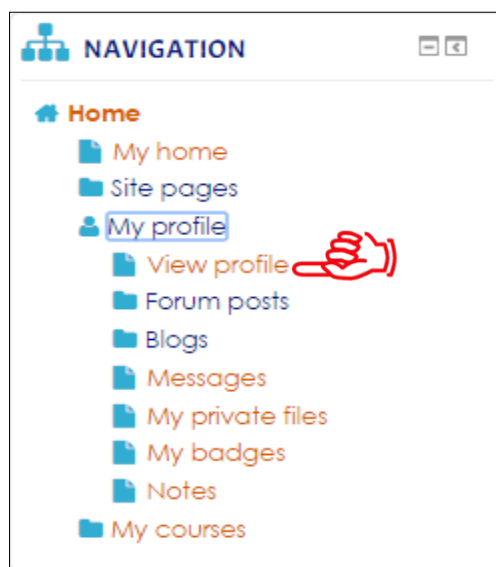 NAVIGATION
Home
My home
Site pages
My profile
View profile
Forum posts
Blogs
Messages
My private files
My badges
Notes
My courses